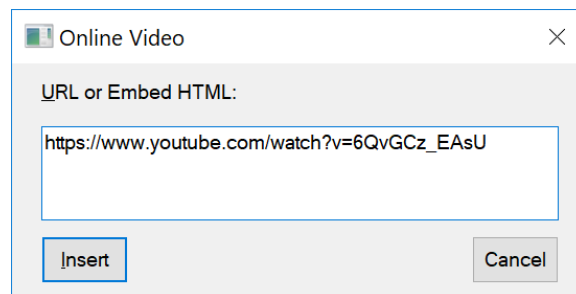 Online Video
URL or Embed HTML:
https://www.youtube.com/watch?v=6QvGCz_EAsU
Insert
Cancel